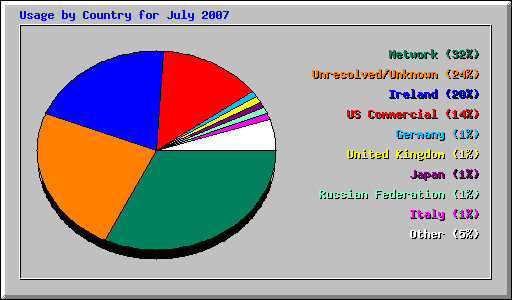 Usage by Country for July 2007
Network (32%)
Unresolved/Unknown (24%)
Ireland (20%)
US Commercial (14%)
Germany (1%)
United Kingdom (1%)
Japan (1%)
Russian Federation (1%)
Italy (1%)
Other (5%)